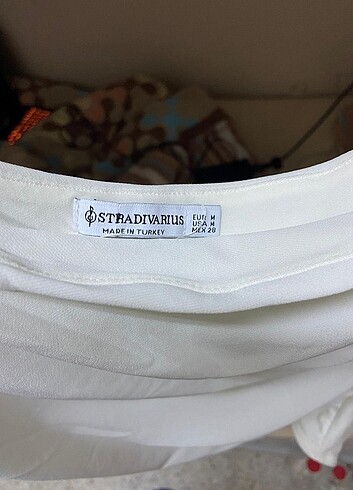 STRADIVARIUS
MADE IN TURKEY
EUR M
USA M
MEX 28